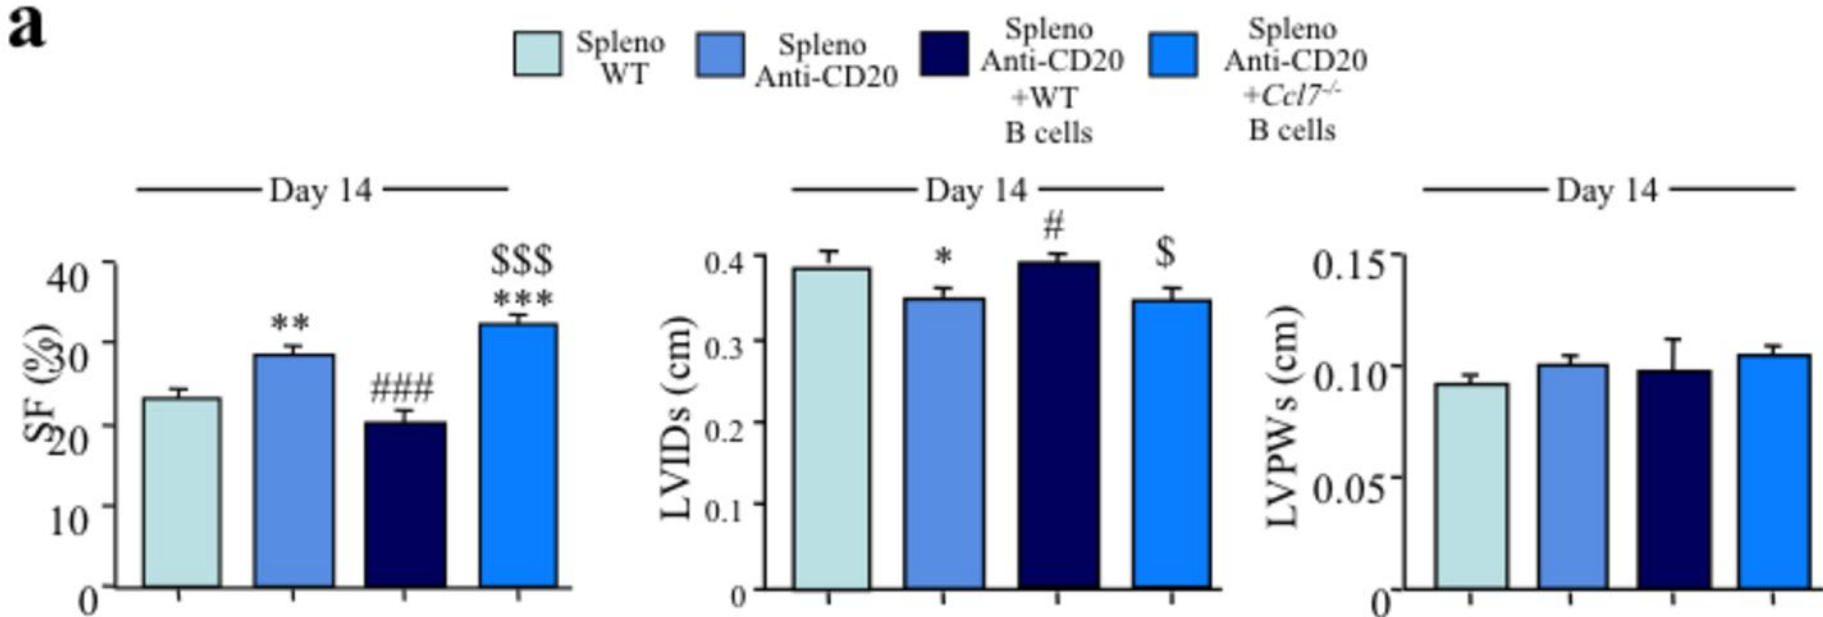 a
Spleno
WT
Spleno
Anti-CD20
Spleno
Anti-CD20
+WT
B cells
Spleno
Anti-CD20
+Ccl7-/-
B cells
Day 14
SF (%)
40
30
20
10
0
**
###
$$$
***
Day 14
LVIDs (cm)
0.4
0.3
0.2
0.1
0
*
#
$
Day 14
LVPWs (cm)
0.15
0.10
0.05
0